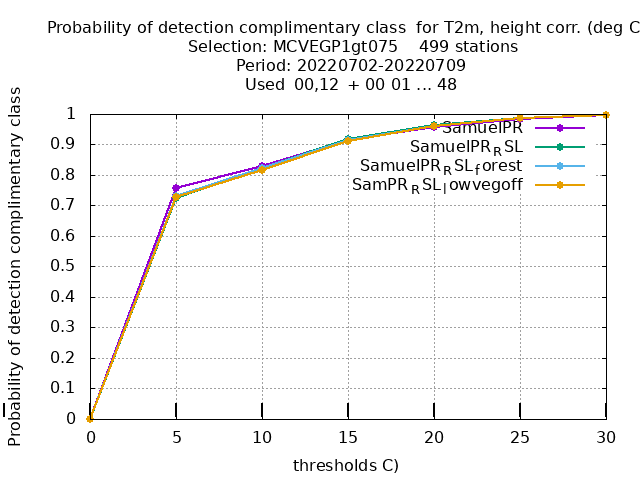 Probability of detection complimentary class for T2m, height corr. (deg C
Selection: MCVEGP1gt075 499 stations
Period: 20220702-20220709
Used 00,12 + 00 01 ... 48
Probability of detection complimentary class
1
0.9
0.8
0.7
0.6
0.5
0.4
0.3
0.2
0.1
0
SamuelPR
SamuelPR_RSL
SamuelPR_RSL_forest
SamPR_RSL_lowvegoff
0 5 10 15 20 25 30
thresholds C)